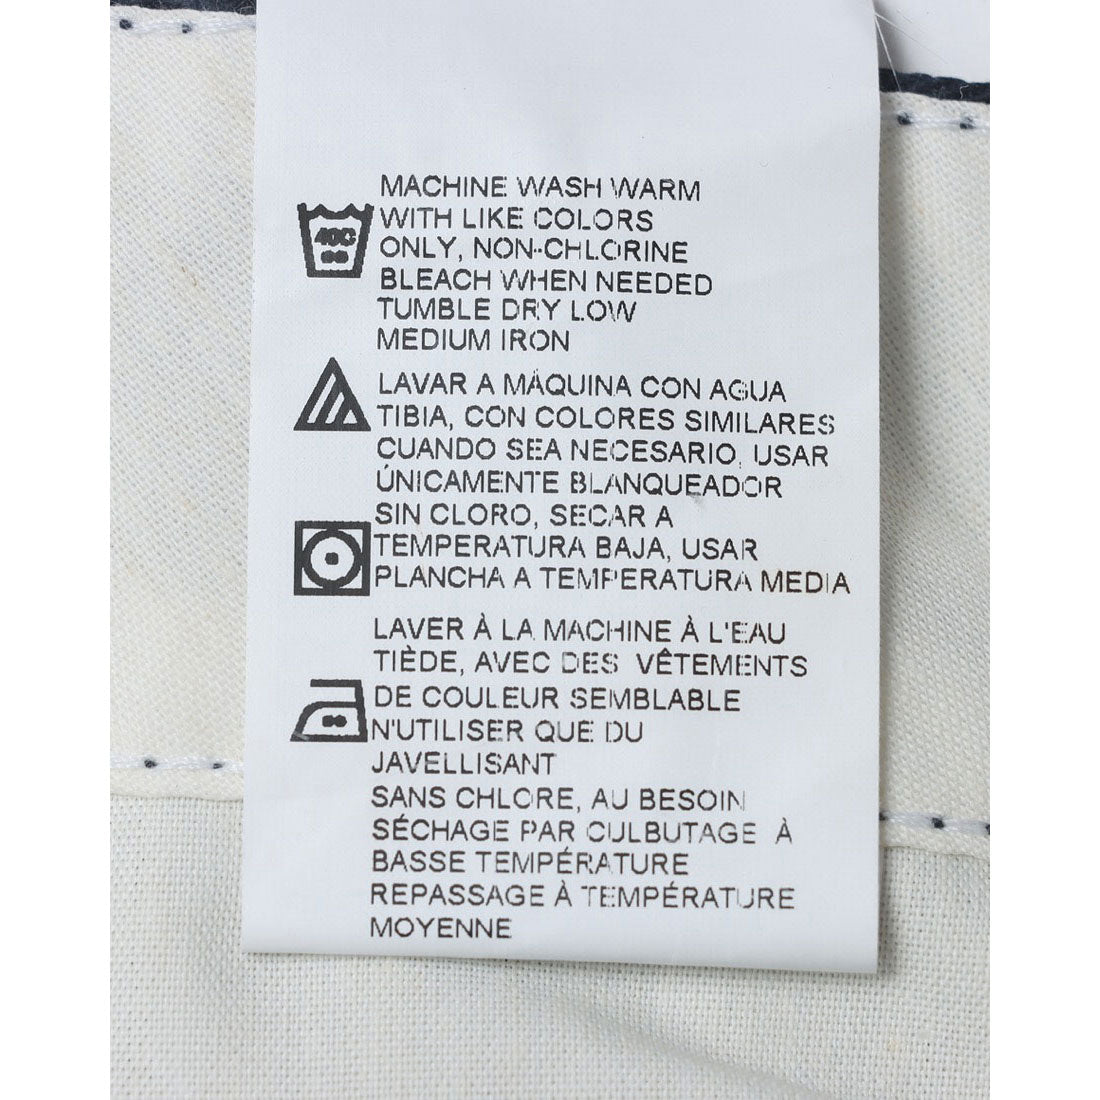 MACHINE WASH WARM
WITH LIKE COLORS
40C
ONLY, NON-CHLORINE
BLEACH WHEN NEEDED
TUMBLE DRY LOW
MEDIUM IRON
LAVAR A MÁQUINA CON AGUA
TIBIA, CON COLORES SIMILARES
CUANDO SEA NECESARIO, USAR
ÚNICAMENTE BLANQUEADOR
SIN CLORO, SECAR A
TEMPERATURA BAJA, USAR
PLANCHA A TEMPERATURA MEDIA
LAVER À LA MACHINE À L'EAU
TIÈDE, AVEC DES VÊTEMENTS
DE COULEUR SEMBLABLE
N'UTILISER QUE DU
JAVELLISANT
SANS CHLORE, AU BESOIN
SÉCHAGE PAR CULBUTAGE À
BASSE TEMPÉRATURE
REPASSAGE À TEMPÉRATURE
MOYENNE